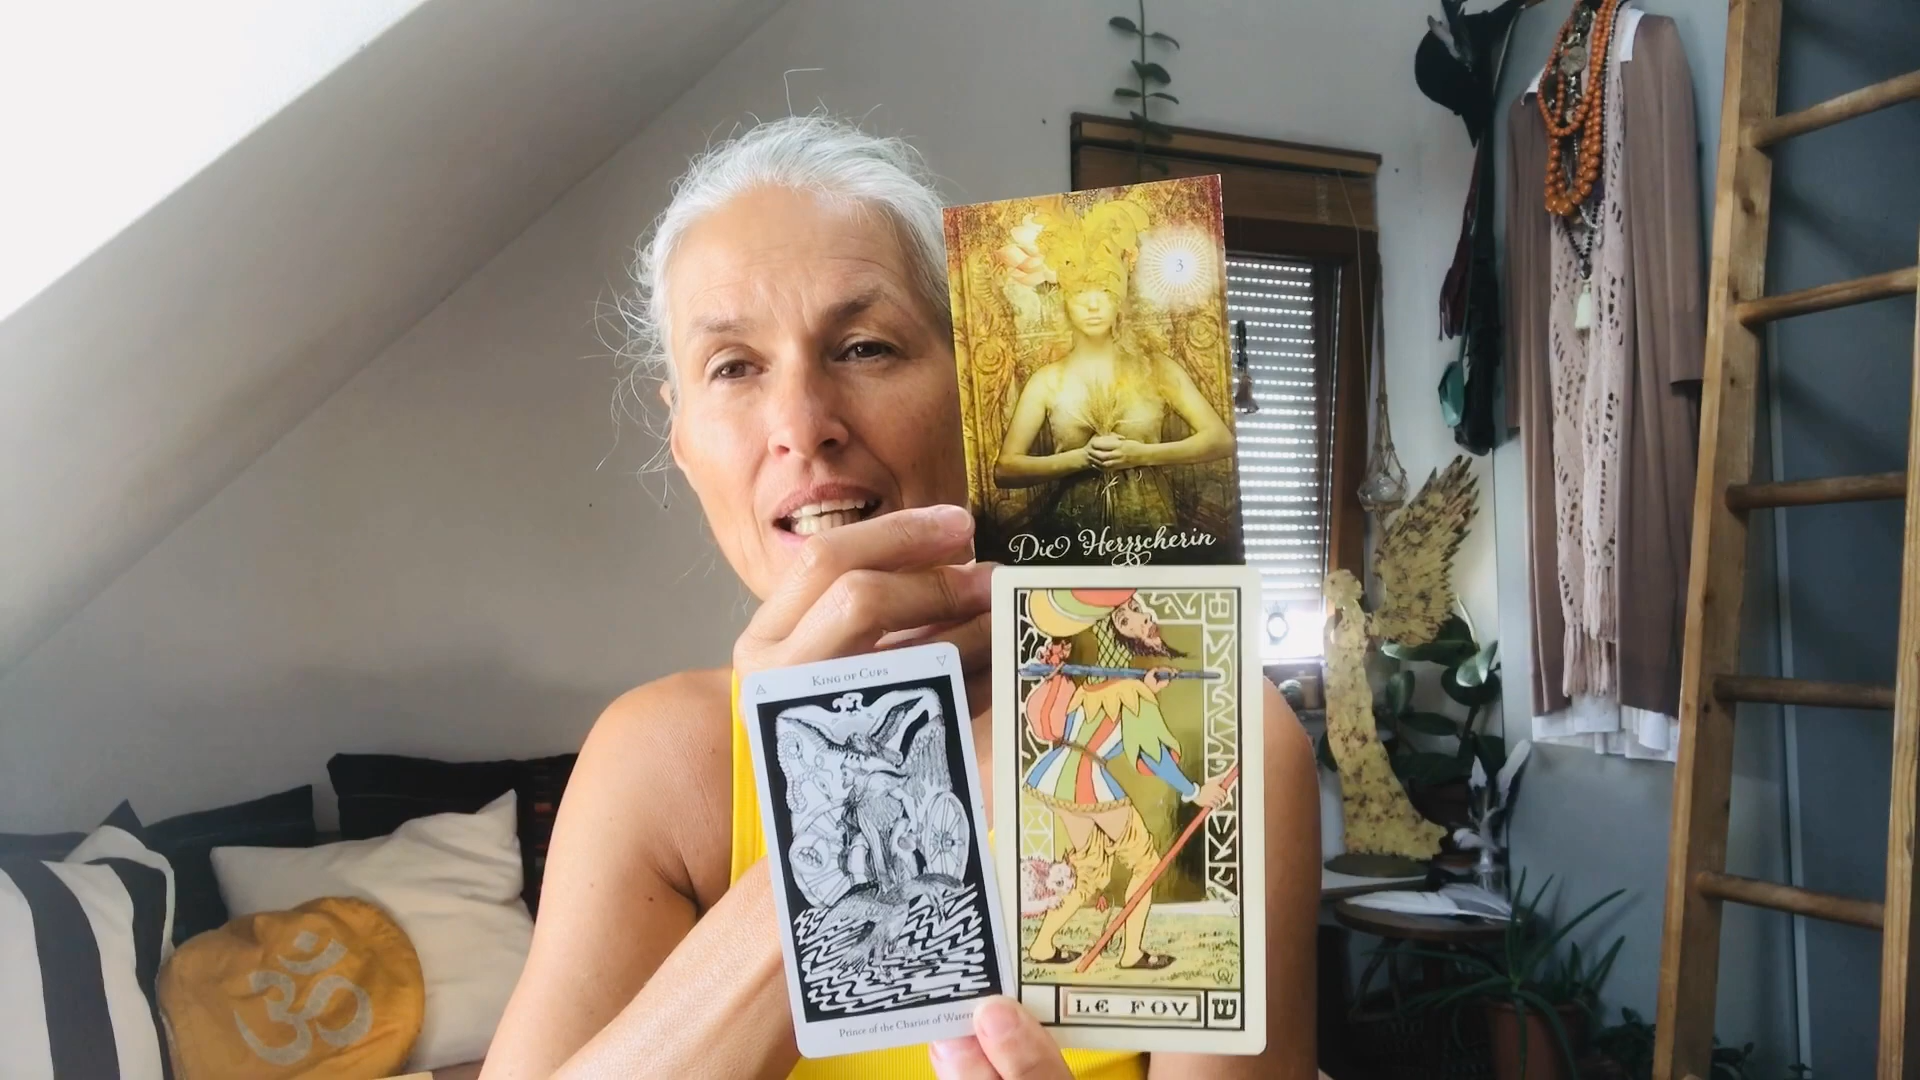 3
Die Herrscherin
KING OF CUPS
Prince of the Chariot of Waters
LE FOV